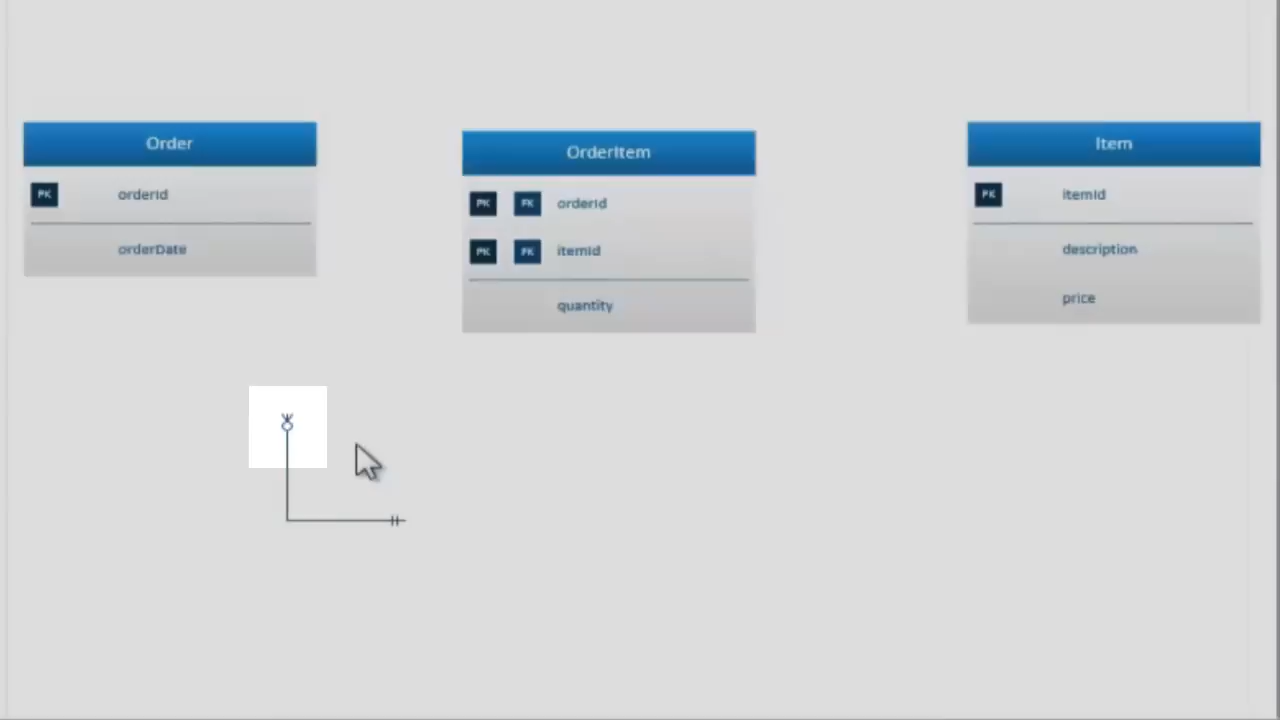 Order
PK orderId
orderDate
OrderItem
PK FK orderId
PK FK itemId
quantity
Item
PK itemId
description
price